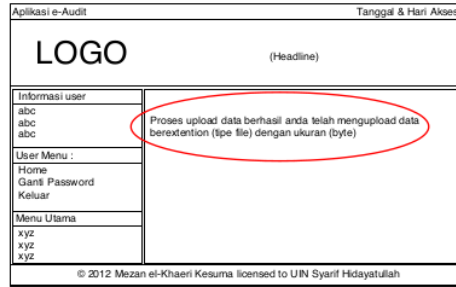 Aplikasi e-Audit
Tanggal & Hari Akses
LOGO
(Headline)
Informasi user
abc
abc
abc
User Menu :
Home
Ganti Password
Keluar
Menu Utama
xyz
xyz
xyz
Proses upload data berhasil anda telah mengupload data
berextention (tipe file) dengan ukuran (byte)
© 2012 Mezan el-Khaeri Kesuma licensed to UIN Syarif Hidayatullah